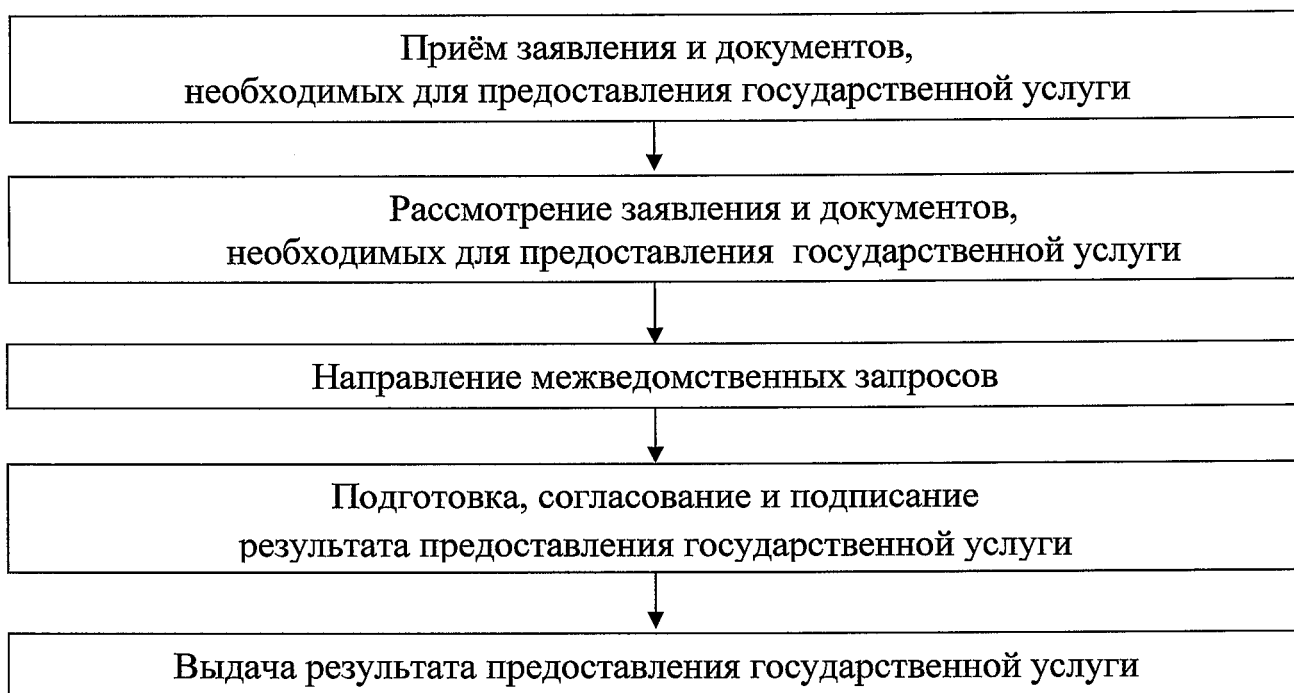 Приём заявления и документов,
необходимых для предоставления государственной услуги
Рассмотрение заявления и документов,
необходимых для предоставления государственной услуги
Направление межведомственных запросов
Подготовка, согласование и подписание
результата предоставления государственной услуги
Выдача результата предоставления государственной услуги